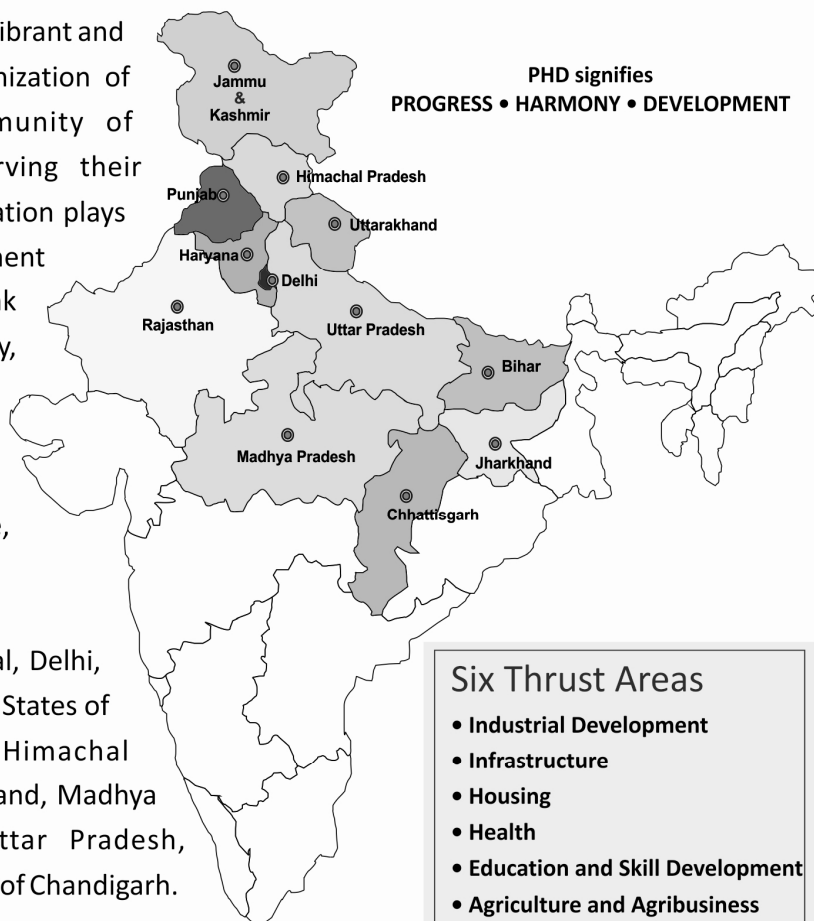 ibrant and
nization of
munity of
rving their
ation plays
ment
nk
y,
,
al, Delhi,
States of
Himachal
and, Madhya
ttar Pradesh,
of Chandigarh.
PHD signifies
PROGRESS • HARMONY • DEVELOPMENT
Jammu
&
Kashmir
Himachal Pradesh
Punjab
Uttarakhand
Haryana
Delhi
Rajasthan
Uttar Pradesh
Bihar
Madhya Pradesh
Jharkhand
Chhattisgarh
Six Thrust Areas
• Industrial Development
• Infrastructure
• Housing
• Health
• Education and Skill Development
• Agriculture and Agribusiness